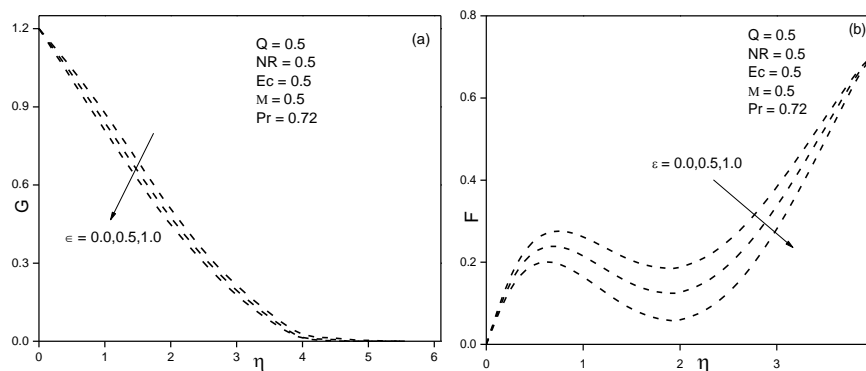 (a)
Q = 0.5
NR = 0.5
Ec = 0.5
M = 0.5
Pr = 0.72
1.2
0.9
0.6
0.3
0.0
G
∈ = 0.0,0.5,1.0
0 1 2 3 4 5 6
η
(b)
Q = 0.5
NR = 0.5
Ec = 0.5
M = 0.5
Pr = 0.72
0.8
0.6
0.4
0.2
0.0
F
ε = 0.0,0.5,1.0
0 1 2 3
η